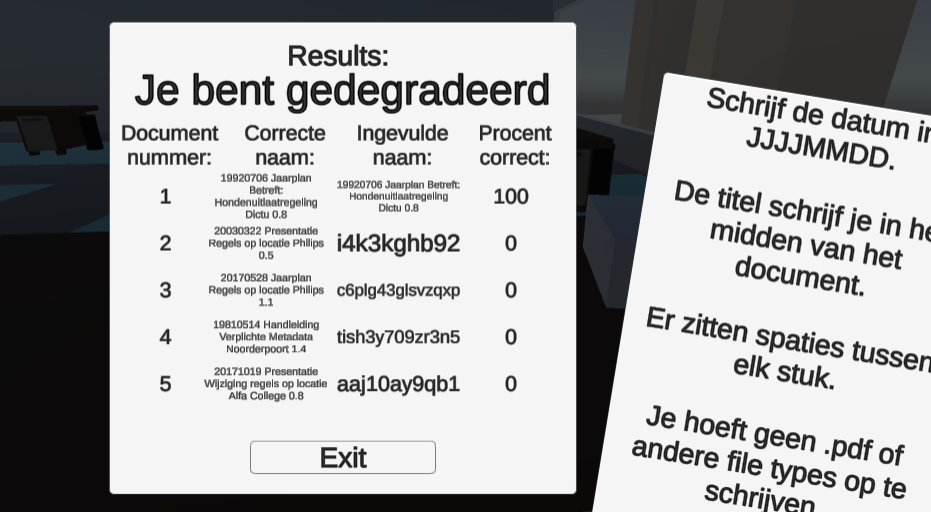 Results:
Je bent gedegradeerd
Document nummer:
Correcte naam:
Ingevulde naam:
Procent correct:
1
19920706 Jaarplan
Betreft:
Hondenuitlaatregeling
Dictu 0.8
19920706 Jaarplan Betreft:
Hondenuitlaatregeling
Dictu 0.8
100
2
20030322 Presentatie
Regels op locatie Philips
0.5
i4k3kghb92
0
3
20170528 Jaarplan
Regels op locatie Philips
1.1
c6plg43glsvzqxp
0
4
19810514 Handleiding
Verplichte Metadata
Noorderpoort 1.4
tish3y709zr3n5
0
5
20171019 Presentatie
Wijziging regels op locatie
Alfa College 0.8
aaj10ay9qb1
0
Exit
Schrijf de datum in
JJJJMMDD.
De titel schrijf je in he
midden van het
document.
Er zitten spaties tussen
elk stuk.
Je hoeft geen .pdf of
andere file types op te
schrijven